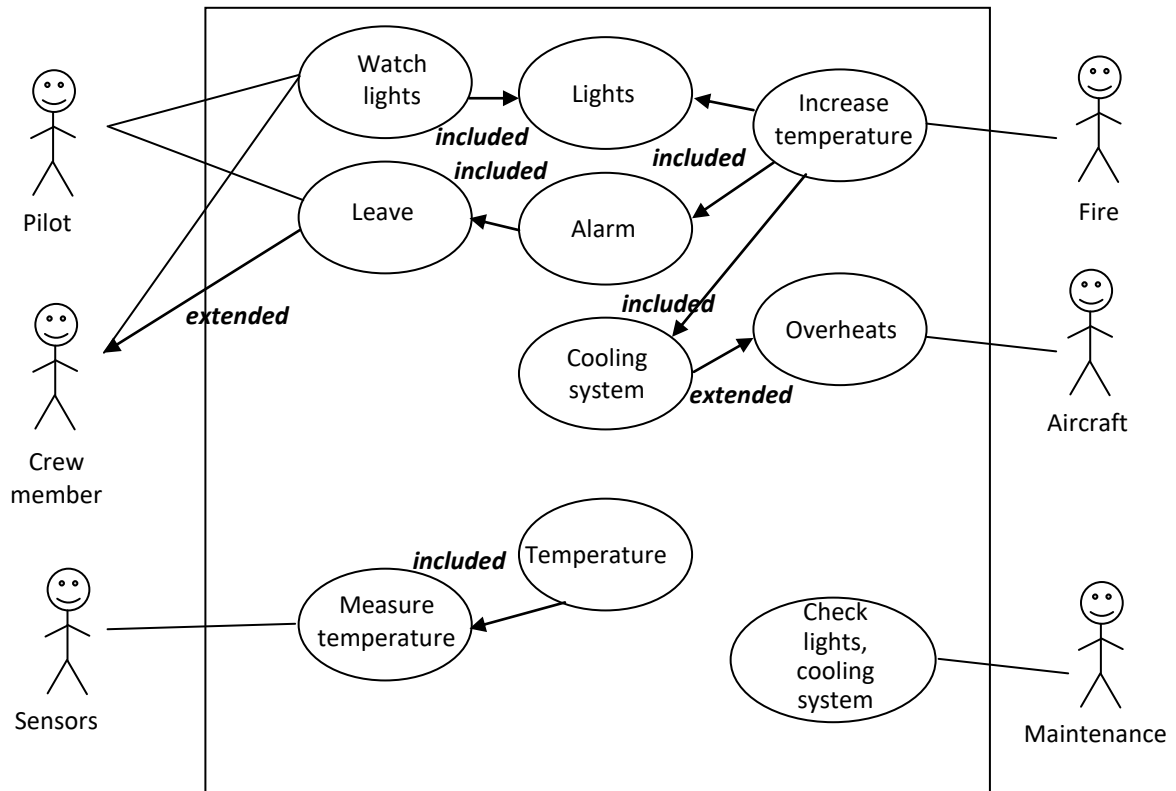 Watch
lights
Lights
Increase
temperature
included
included
included
Pilot
Leave
Alarm
Fire
extended
included
Overheats
Cooling
system
extended
Aircraft
Crew
member
included
Temperature
Measure
temperature
Check
lights,
cooling
system
Sensors
Maintenance